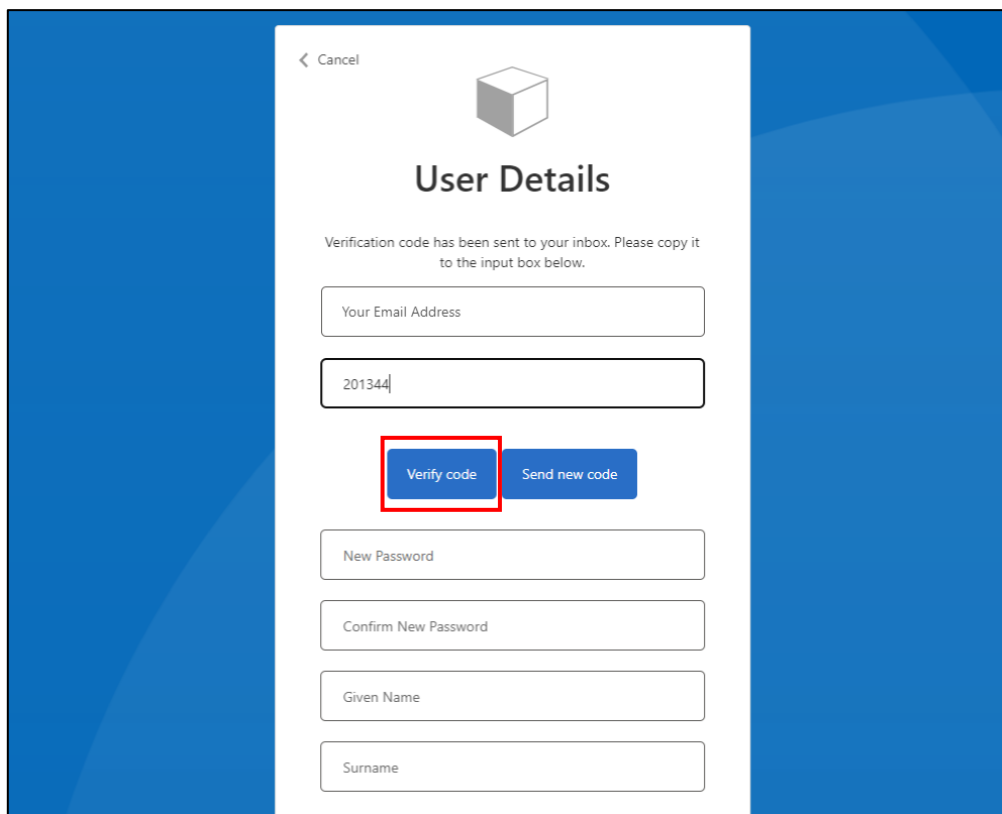 Cancel
User Details
Verification code has been sent to your inbox. Please copy it
to the input box below.
Your Email Address
201344
Verify code Send new code
New Password
Confirm New Password
Given Name
Surname